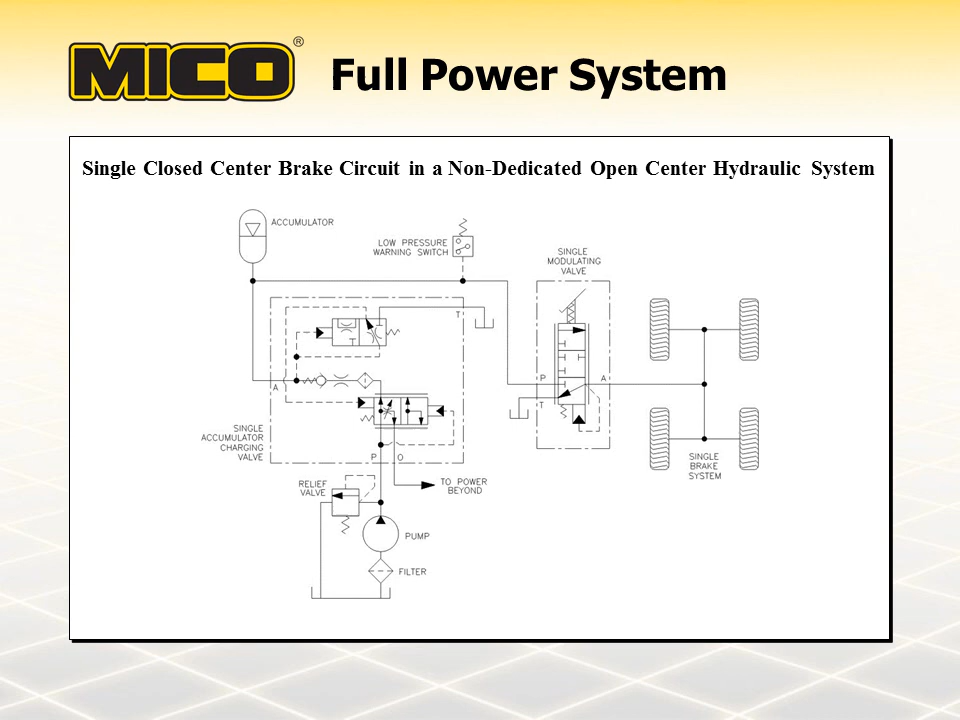 MICO®
Full Power System
Single Closed Center Brake Circuit in a Non-Dedicated Open Center Hydraulic System
ACCUMULATOR
LOW PRESSURE
WARNING SWITCH
SINGLE
MODULATING
VALVE
T
T
P
A
T
A
SINGLE
ACCUMULATOR
CHARGING
VALVE
P
O
SINGLE
BRAKE
SYSTEM
RELIEF
VALVE
TO POWER
BEYOND
PUMP
FILTER